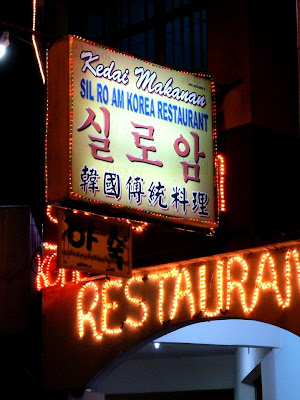 Kedai Makanan
SIL RO AM KOREA RESTAURANT
실로암
韓國傳統料理
RESTAURAN